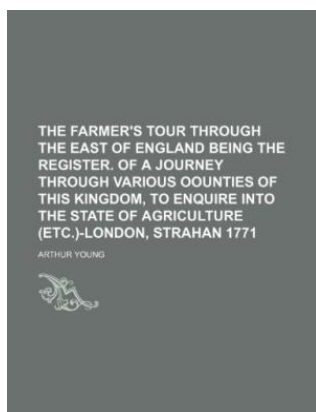 THE FARMER'S TOUR THROUGH
THE EAST OF ENGLAND BEING THE
REGISTER. OF A JOURNEY
THROUGH VARIOUS OOUNTIES OF
THIS KINGDOM, TO ENQUIRE INTO
THE STATE OF AGRICULTURE
(ETC.)-LONDON, STRAHAN 1771
ARTHUR YOUNG